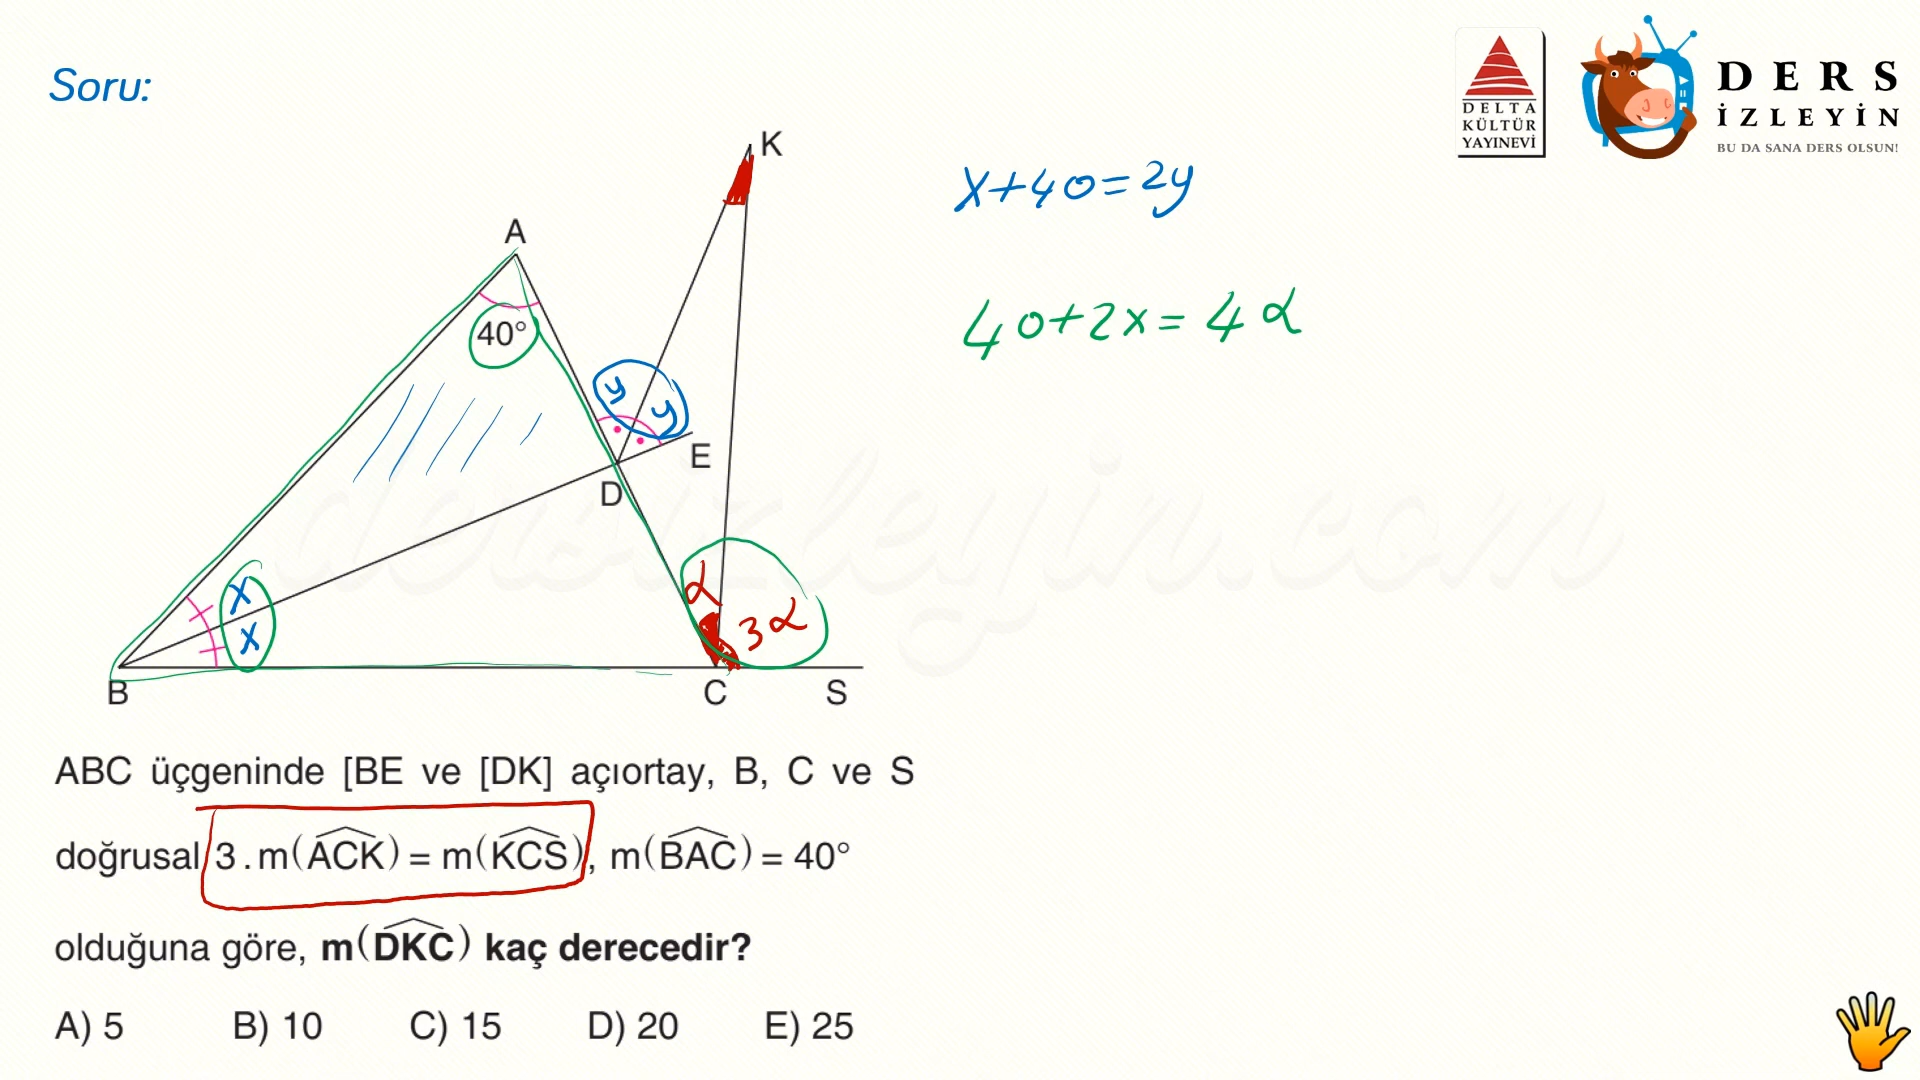 Soru:
DELTA
KÜLTÜR
YAYINEVİ
DERS
İZLEYİN
BU DA SANA DERS OLSUN!
K
A
40°
y
y
E
D
x
x
α
3α
B
C
S
x+40=2y
40+2x=4α
dersizleyin.com
ABC üçgeninde [BE ve [DK] açıortay, B, C ve S
doğrusal 3.m(ACK) = m(KCS), m(BAC) = 40°
olduğuna göre, m(DKC) kaç derecedir?
A) 5 B) 10 C) 15 D) 20 E) 25